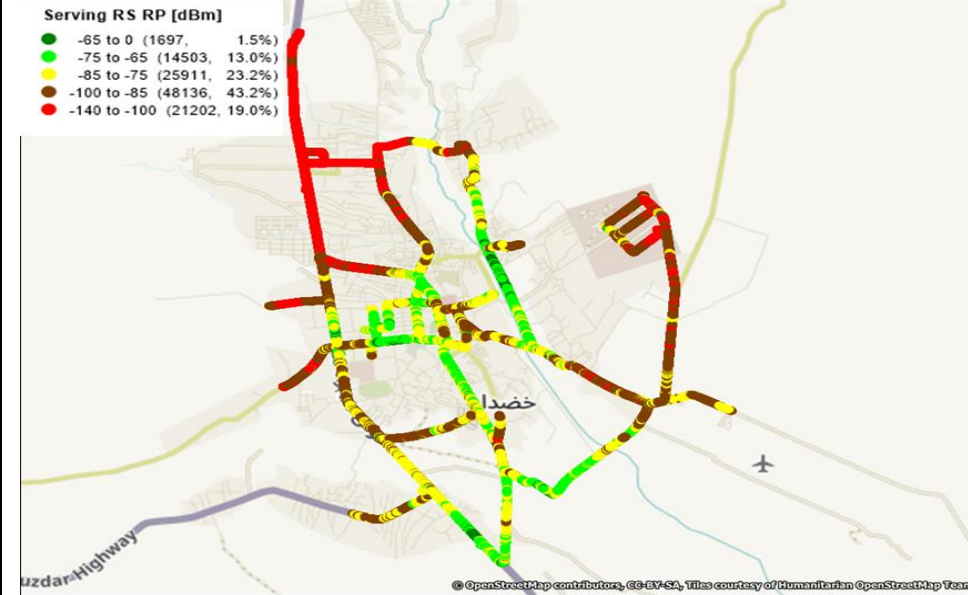 Serving RS RP [dBm]
-65 to 0 (1697, 1.5%)
-75 to -65 (14503, 13.0%)
-85 to -75 (25911, 23.2%)
-100 to -85 (48136, 43.2%)
-140 to -100 (21202, 19.0%)
خضدا
uzdar Highway
© OpenStreetMap contributors, CC-BY-SA, Tiles courtesy of Humanitarian OpenStreetMap Tear